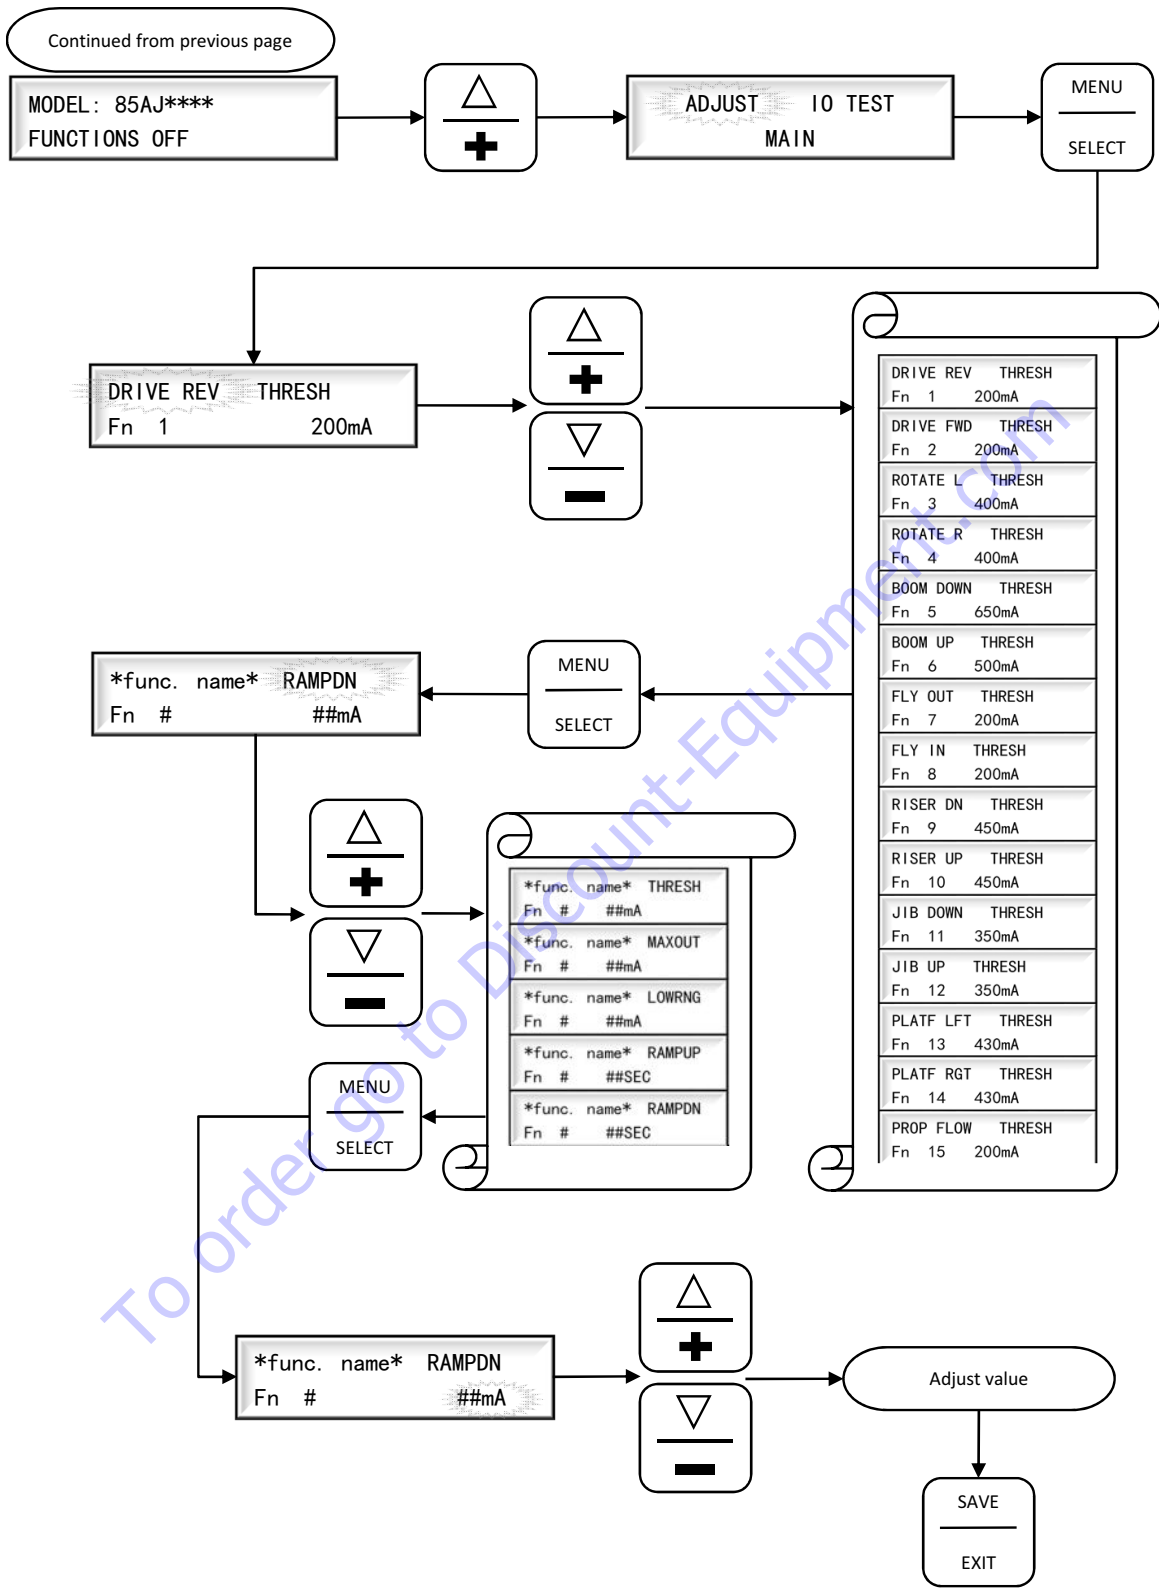 Continued from previous page
MODEL: 85AJ****
FUNCTIONS OFF
ADJUST IO TEST
MAIN
MENU
SELECT
DRIVE REV THRESH
Fn 1 200mA
DRIVE REV THRESH
Fn 1 200mA
DRIVE FWD THRESH
Fn 2 200mA
ROTATE L THRESH
Fn 3 400mA
ROTATE R THRESH
Fn 4 400mA
BOOM DOWN THRESH
Fn 5 650mA
BOOM UP THRESH
Fn 6 500mA
FLY OUT THRESH
Fn 7 200mA
FLY IN THRESH
Fn 8 200mA
RISER DN THRESH
Fn 9 450mA
RISER UP THRESH
Fn 10 450mA
JIB DOWN THRESH
Fn 11 350mA
JIB UP THRESH
Fn 12 350mA
PLATF LFT THRESH
Fn 13 430mA
PLATF RGT THRESH
Fn 14 430mA
PROP FLOW THRESH
Fn 15 200mA
MENU
SELECT
*func. name* RAMPDN
Fn # ##mA
*func. name* THRESH
Fn # ##mA
*func. name* MAXOUT
Fn # ##mA
*func. name* LOWRNG
Fn # ##mA
*func. name* RAMPUP
Fn # ##SEC
*func. name* RAMPDN
Fn # ##SEC
MENU
SELECT
*func. name* RAMPDN
Fn # ##mA
Adjust value
SAVE
EXIT
To order go to Discount-Equipment.com